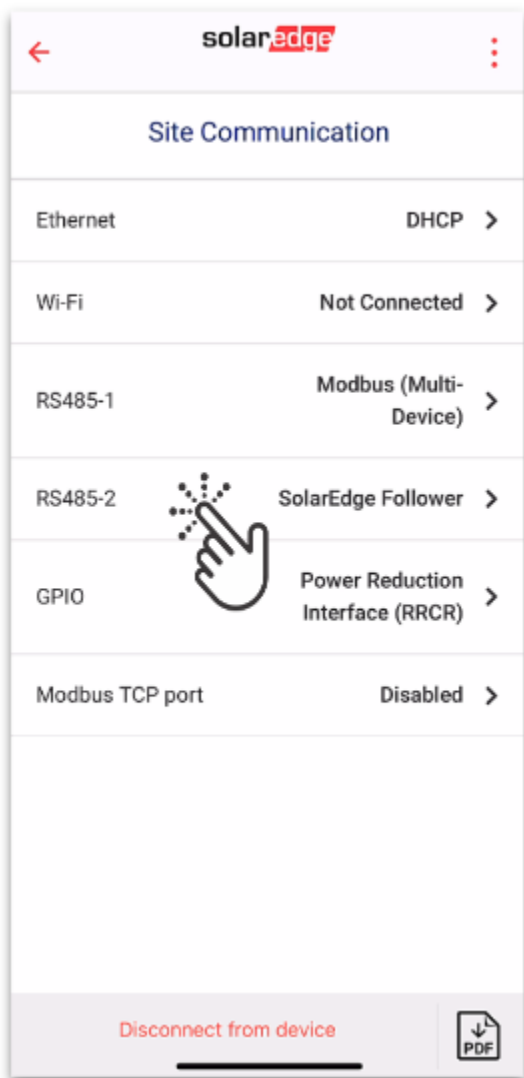 solaredge
Site Communication
Ethernet DHCP
Wi-Fi Not Connected
RS485-1 Modbus (Multi-
Device)
RS485-2 SolarEdge Follower
GPIO Power Reduction
Interface (RRCR)
Modbus TCP port Disabled
Disconnect from device
PDF